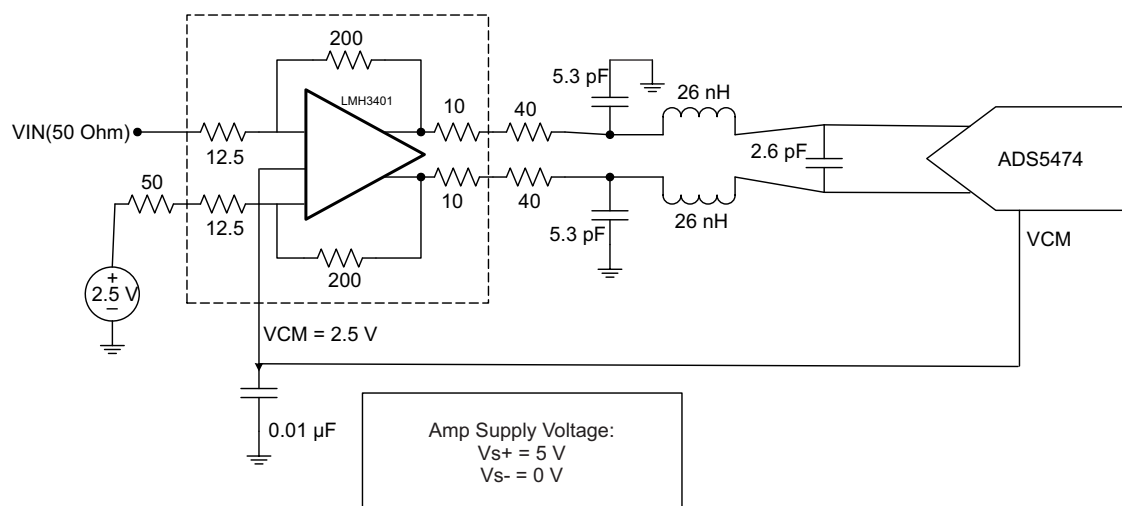 200
LMH3401
5.3 pF
26 nH
10
40
VIN(50 Ohm)
12.5
2.6 pF
ADS5474
50
10
40
12.5
26 nH
5.3 pF
VCM
200
+
2.5 V
–
VCM = 2.5 V
0.01 µF
Amp Supply Voltage:
Vs+ = 5 V
Vs- = 0 V